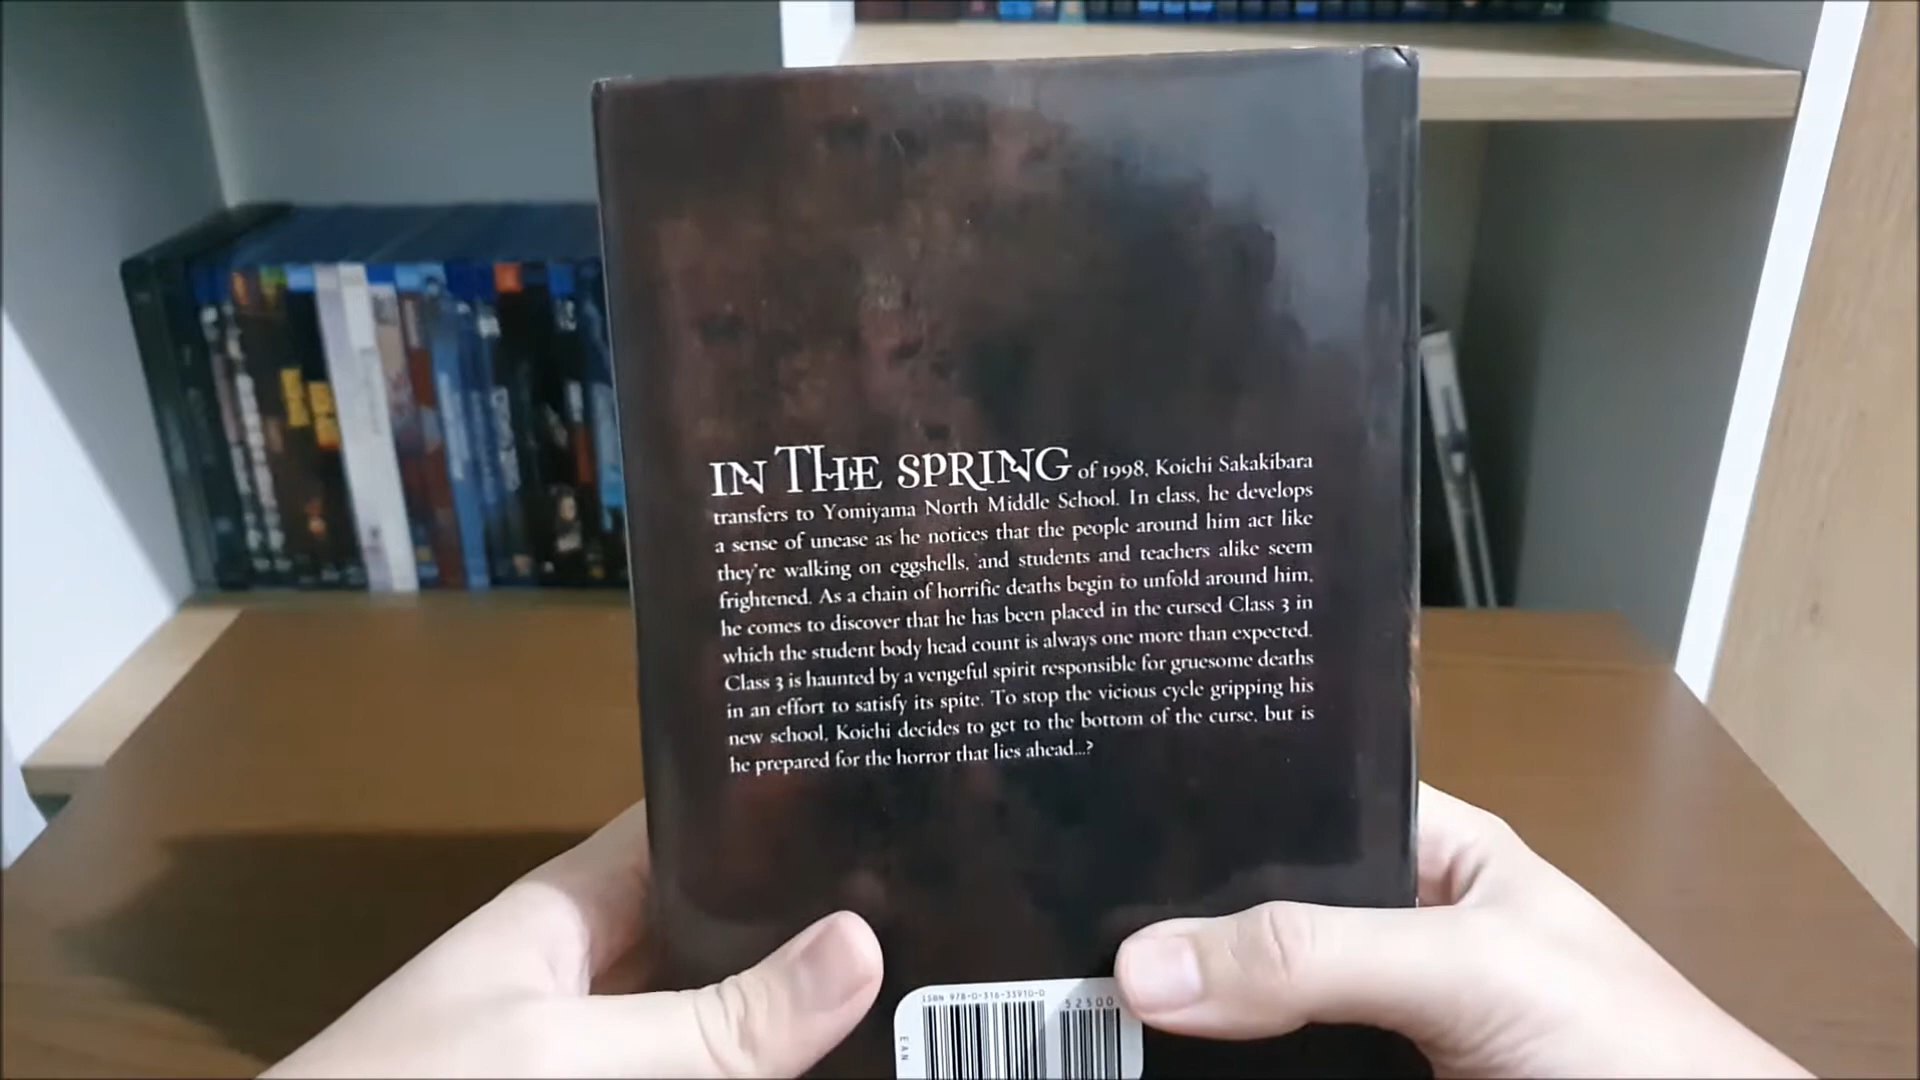 IN THE SPRING of 1998, Koichi Sakakibara
transfers to Yomiyama North Middle School. In class, he develops
a sense of unease as he notices that the people around him act like
they're walking on eggshells, and students and teachers alike seem
frightened. As a chain of horrific deaths begin to unfold around him,
he comes to discover that he has been placed in the cursed Class 3 in
which the student body head count is always one more than expected.
Class 3 is haunted by a vengeful spirit responsible for gruesome deaths
in an effort to satisfy its spite. To stop the vicious cycle gripping his
new school, Koichi decides to get to the bottom of the curse, but is
he prepared for the horror that lies ahead...?
ISBN 978-0-316-33910-0
52500
EAN